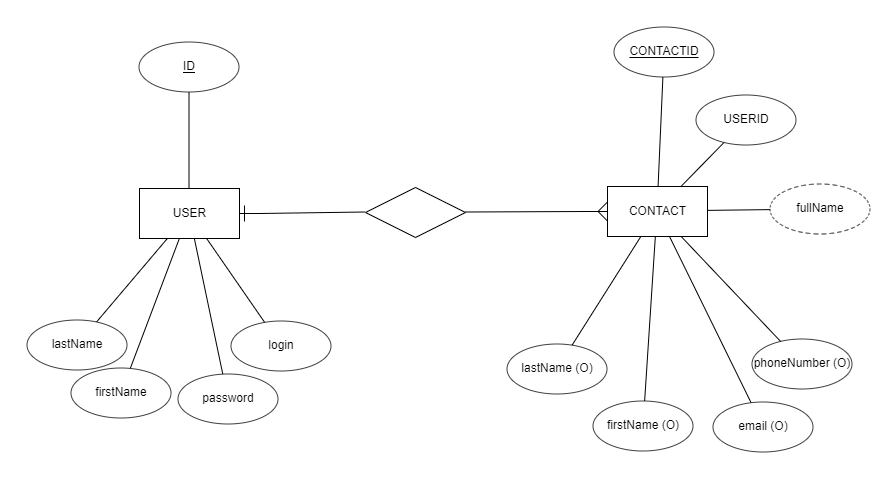 ID
CONTACTID
USERID
USER
CONTACT
fullName
lastName
login
firstName
password
lastName (O)
phoneNumber (O)
firstName (O)
email (O)